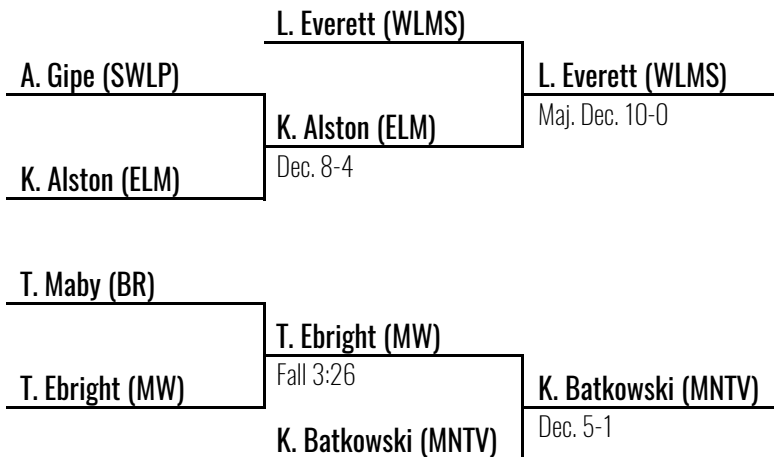 L. Everett (WLMS)
A. Gipe (SWLP)
L. Everett (WLMS)
K. Alston (ELM)
Maj. Dec. 10-0
Dec. 8-4
K. Alston (ELM)
T. Maby (BR)
T. Ebright (MW)
Fall 3:26
T. Ebright (MW)
K. Batkowski (MNTV)
Dec. 5-1
K. Batkowski (MNTV)